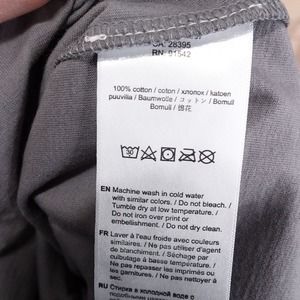 CA: 28395
RN: 91542
100% cotton / coton / хлопок / katoen
puuvilla / Baumwolle / コットン / Bomull
Bomuld / 棉花
30
EN Machine wash in cold water
with similar colors. / Do not bleach./
Tumble dry at low temperature. /
Do not iron over print or
embellishment. / Do not dry clean.
FR Laver à l'eau froide avec couleurs
similaires. / Ne pas utiliser d'agent
de blanchiment. / Séchage par
culbutage à basse température. /
Ne pas repasser les imprimés ou
les garnitures. / Ne pas nettoyer à
sec.
RU Стирка в холодной воде с